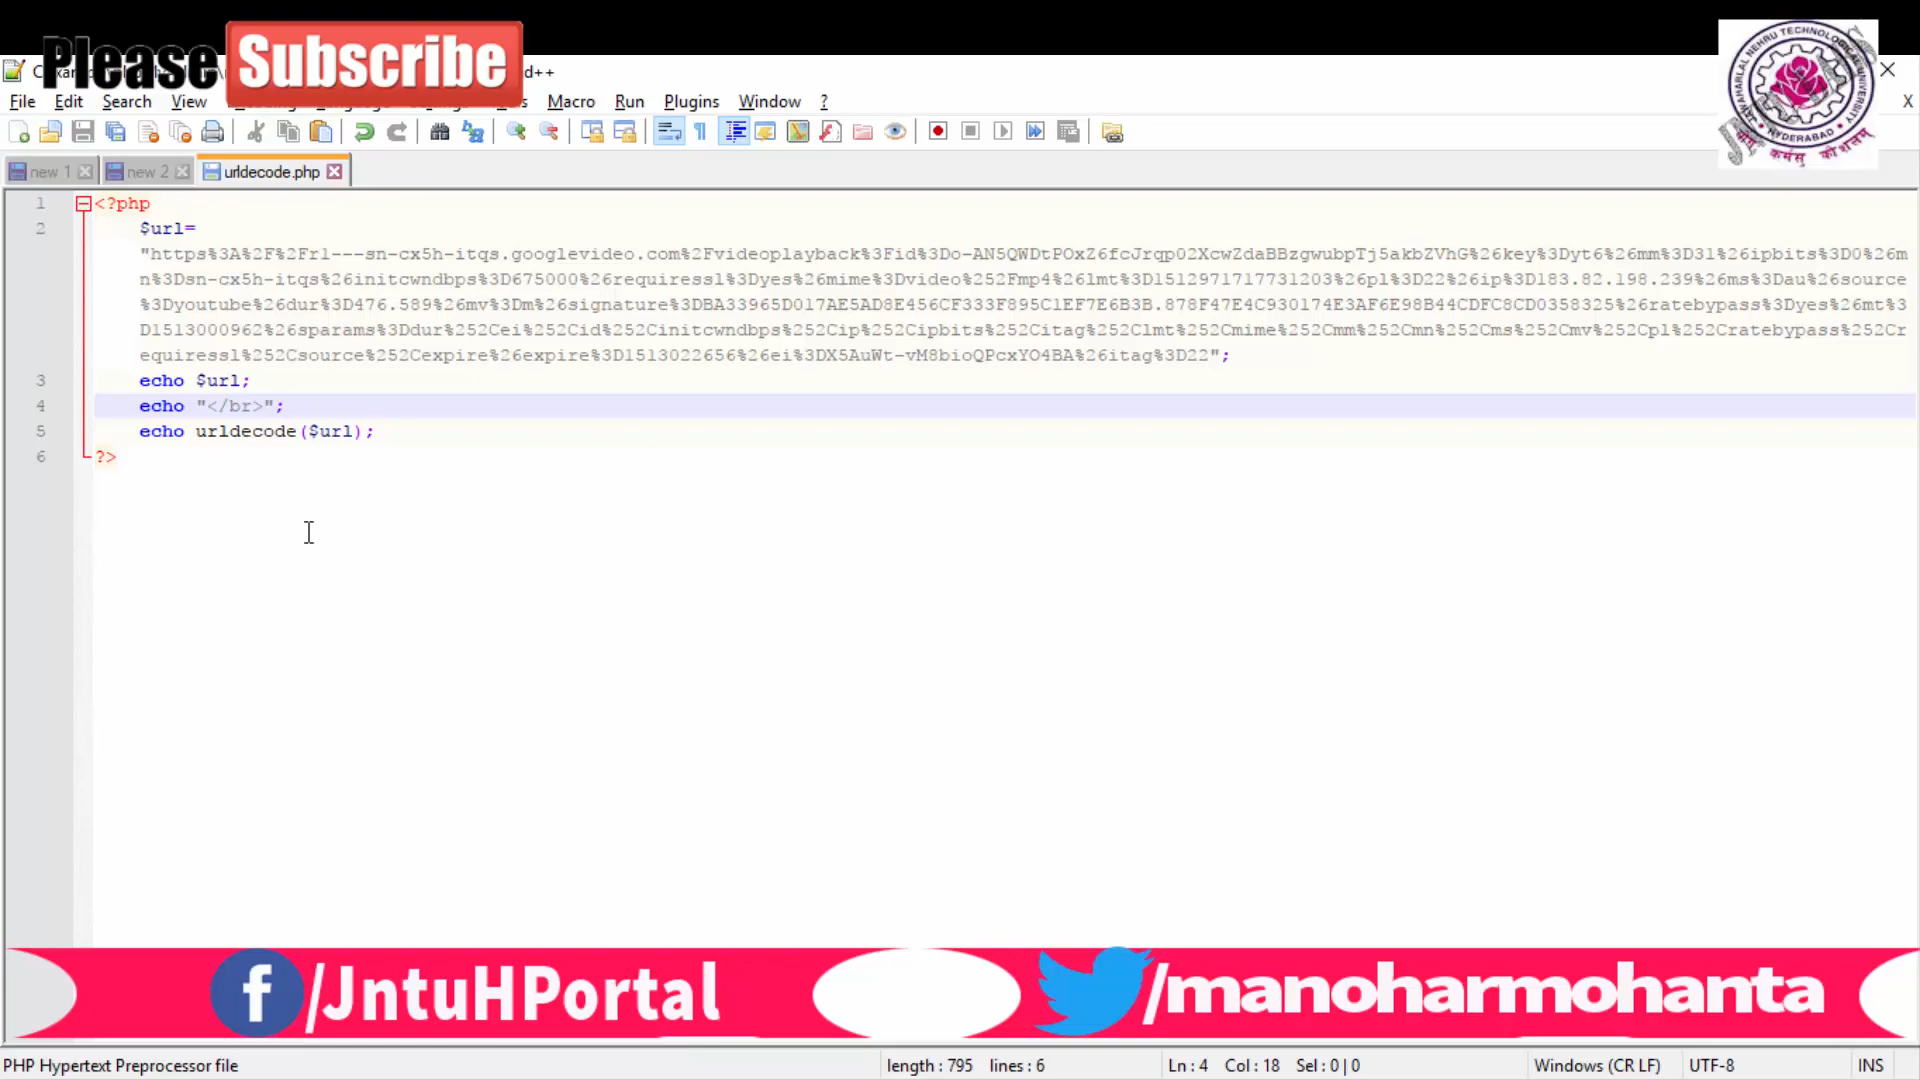 Please Subscribe
d++
File Edit Search View Macro Run Plugins Window ?
X
new 1 new 2 urldecode.php
1 <?php
2 $url=
"https%3A%2F%2Fr1---sn-cx5h-itqs.googlevideo.com%2Fvideoplayback%3Fid%3Do-AN5QWDtPOxZ6fcJrqp02XcwZdaBBzgwubpTj5akbZVhG%26key%3Dyt6%26mm%3D31%26ipbits%3D0%26m
n%3Dsn-cx5h-itqs%26initcwndbps%3D675000%26requiressl%3Dyes%26mime%3Dvideo%252Fmp4%26lmt%3D1512971717731203%26pl%3D22%26ip%3D183.82.198.239%26ms%3Dau%26source
%3Dyoutube%26dur%3D476.589%26mv%3Dm%26signature%3DBA33965D017AE5AD8E456CF333F895C1EF7E6B3B.878F47E4C930174E3AF6E98B44CDFC8CD0358325%26ratebypass%3Dyes%26mt%3
D1513000962%26sparams%3Ddur%252Cei%252Cid%252Cinitcwndbps%252Cip%252Cipbits%252Citag%252Clmt%252Cmime%252Cmm%252Cmn%252Cms%252Cmv%252Cpl%252Cratebypass%252Cr
equiressl%252Csource%252Cexpire%26expire%3D1513022656%26ei%3DX5AuWt-vM8bioQPcxYO4BA%26itag%3D22";
3 echo $url;
4 echo "</br>";
5 echo urldecode($url);
6 ?>
JAWAHARLAL NEHRU TECHNOLOGICAL UNIVERSITY
HYDERABAD
/JntuHPortal /manoharmohanta
PHP Hypertext Preprocessor file length : 795 lines : 6 Ln : 4 Col : 18 Sel : 0 | 0 Windows (CR LF) UTF-8 INS